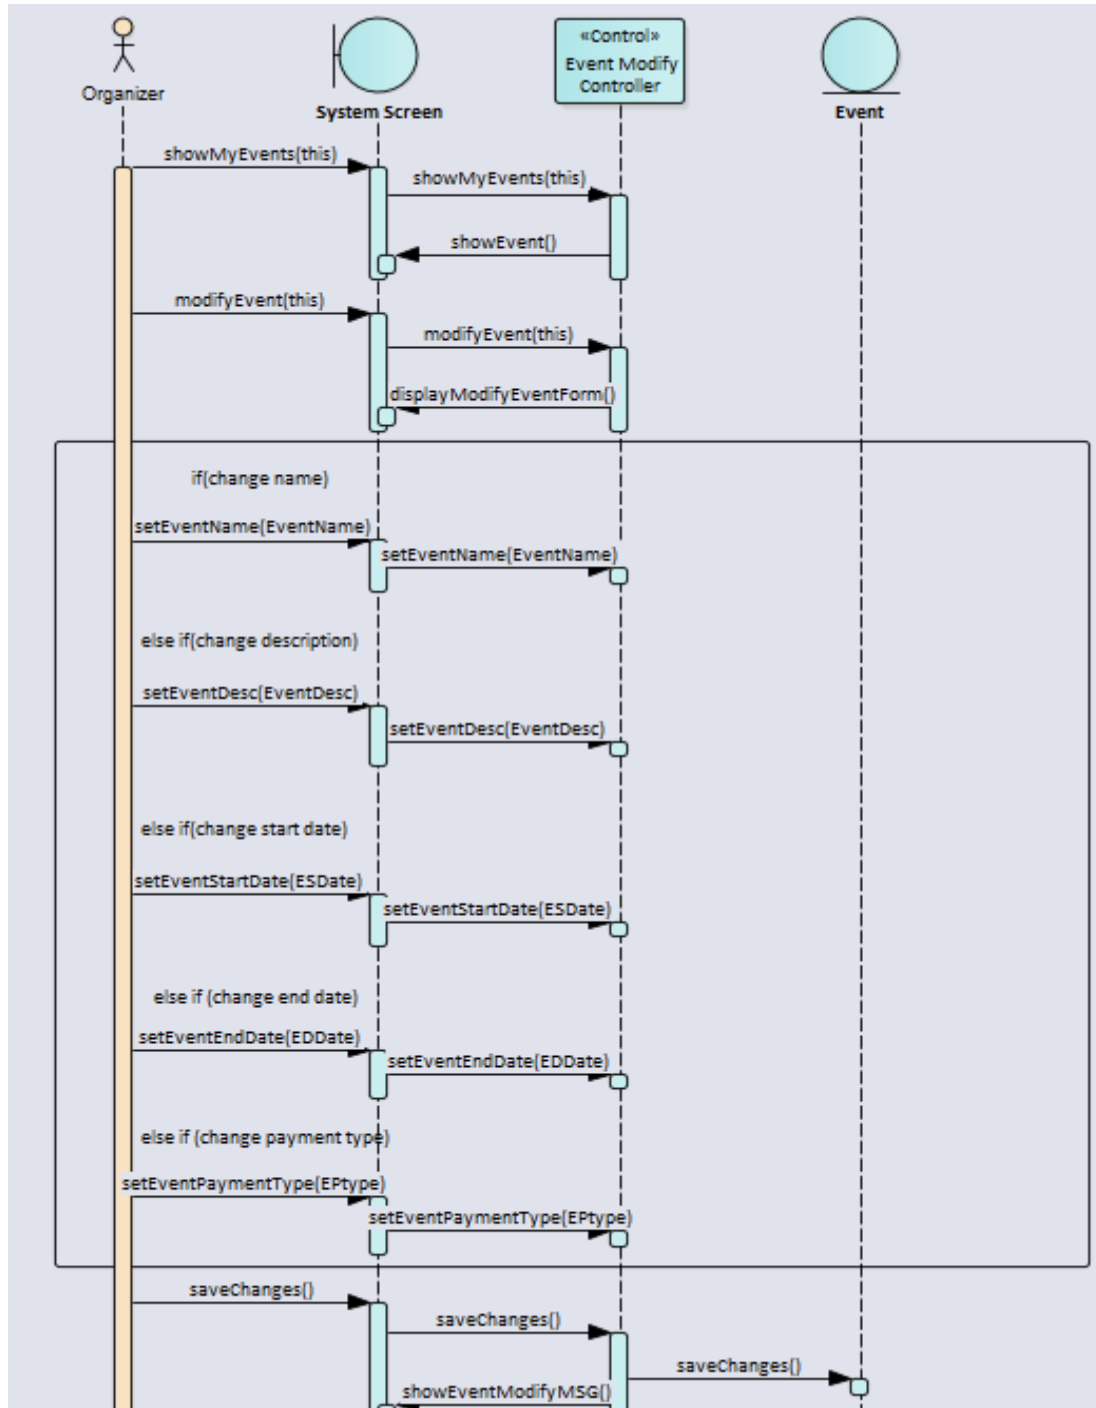 «Control»
Event Modify
Controller
Organizer
System Screen
Event
showMyEvents(this)
showMyEvents(this)
showEvent()
modifyEvent(this)
modifyEvent(this)
displayModifyEventForm()
if(change name)
setEventName(EventName)
setEventName(EventName)
else if(change description)
setEventDesc(EventDesc)
setEventDesc(EventDesc)
else if(change start date)
setEventStartDate(ESDate)
setEventStartDate(ESDate)
else if (change end date)
setEventEndDate(EDDate)
setEventEndDate(EDDate)
else if (change payment type)
setEventPaymentType(EPtype)
setEventPaymentType(EPtype)
saveChanges()
saveChanges()
saveChanges()
showEventModifyMSG()